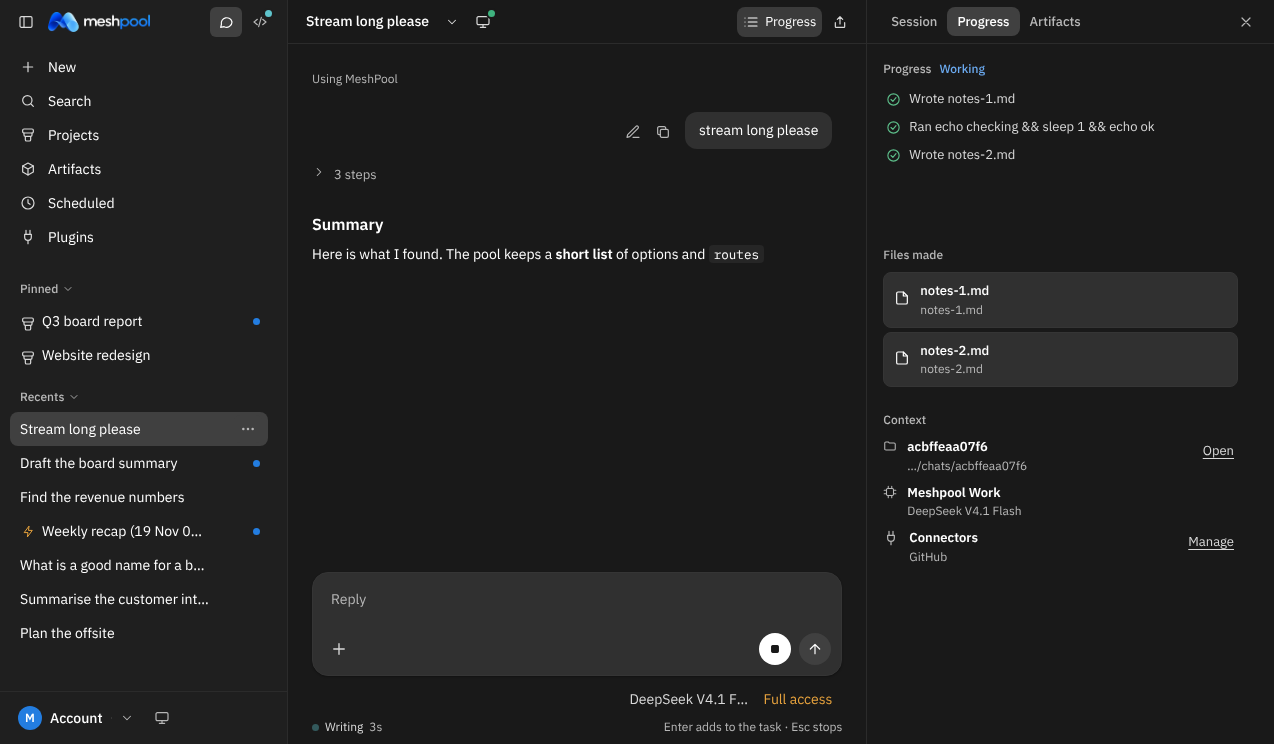 meshpool
New
Search
Projects
Artifacts
Scheduled
Plugins
Pinned
Q3 board report
Website redesign
Recents
Stream long please
Draft the board summary
Find the revenue numbers
Weekly recap (19 Nov 0...
What is a good name for a b...
Summarise the customer int...
Plan the offsite
M Account
Stream long please
Progress
Using MeshPool
stream long please
3 steps
Summary
Here is what I found. The pool keeps a short list of options and routes
Reply
DeepSeek V4.1 F... Full access
Writing 3s
Enter adds to the task · Esc stops
Session Progress Artifacts
Progress Working
Wrote notes-1.md
Ran echo checking && sleep 1 && echo ok
Wrote notes-2.md
Files made
notes-1.md
notes-1.md
notes-2.md
notes-2.md
Context
acbffeaa07f6
Open
.../chats/acbffeaa07f6
Meshpool Work
DeepSeek V4.1 Flash
Connectors
Manage
GitHub